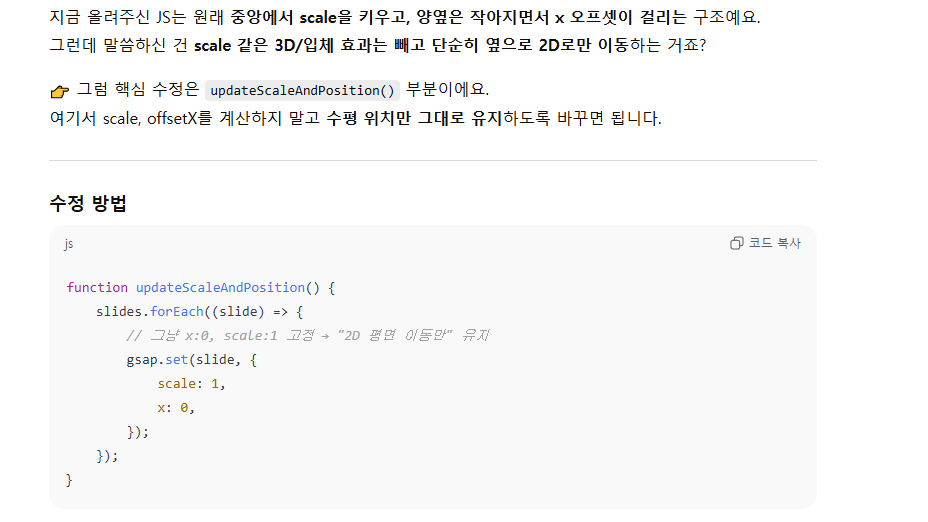 지금 올려주신 JS는 원래 중앙에서 scale을 키우고, 양옆은 작아지면서 x 오프셋이 걸리는 구조예요.
그런데 말씀하신 건 scale 같은 3D/입체 효과는 빼고 단순히 옆으로 2D로만 이동하는 거죠?
👉 그럼 핵심 수정은 updateScaleAndPosition() 부분이에요.
여기서 scale, offsetX를 계산하지 말고 수평 위치만 그대로 유지하도록 바꾸면 됩니다.
수정 방법
js
코드 복사
function updateScaleAndPosition() {
    slides.forEach((slide) => {
        // 그냥 x:0, scale:1 고정 → "2D 평면 이동만" 유지
        gsap.set(slide, {
            scale: 1,
            x: 0,
        });
    });
}